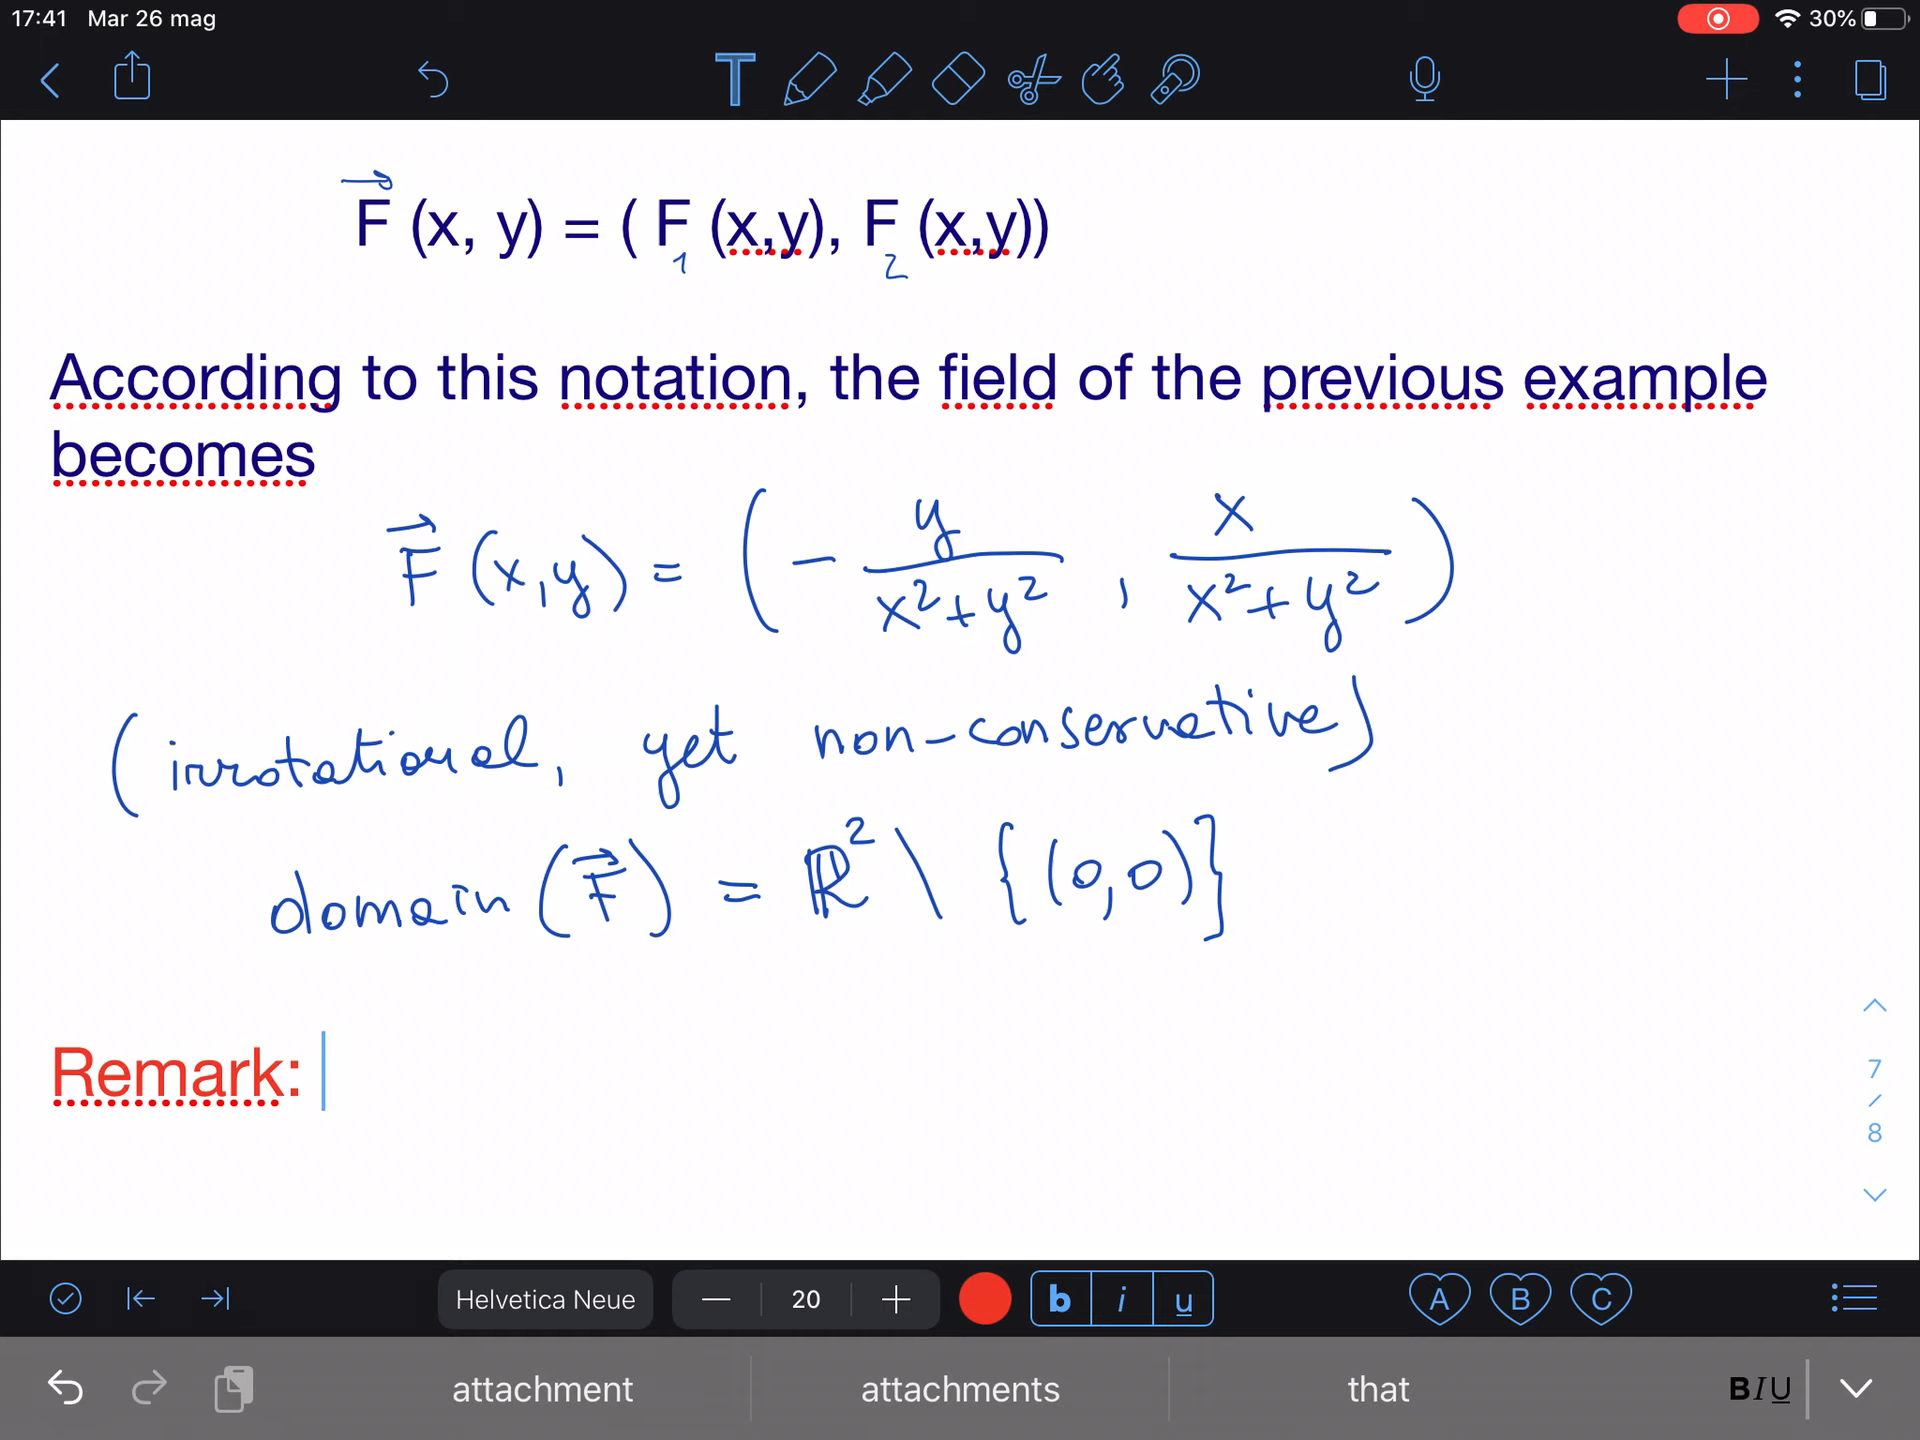 17:41 Mar 26 mag 30%
T
F⃗ (x, y) = ( F₁ (x,y), F₂ (x,y))
According to this notation, the field of the previous example
becomes
F⃗ (x,y) = ( - y/(x²+y²) , x/(x²+y²) )
(irrotational, yet non-conservative)
domain (F⃗) = ℝ² \ {(0,0)}
Remark:
7
/
8
Helvetica Neue — 20 + b i u A B C
attachment attachments that BIU